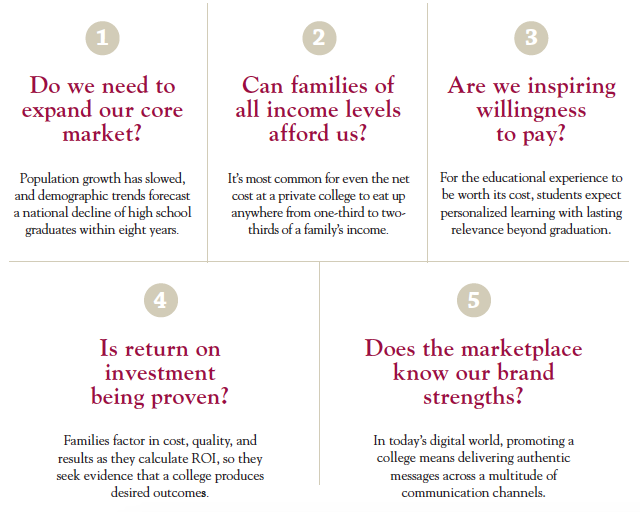 1
Do we need to
expand our core
market?
Population growth has slowed,
and demographic trends forecast
a national decline of high school
graduates within eight years.
2
Can families of
all income levels
afford us?
It's most common for even the net
cost at a private college to eat up
anywhere from one-third to two-
thirds of a family's income.
3
Are we inspiring
willingness
to pay?
For the educational experience to
be worth its cost, students expect
personalized learning with lasting
relevance beyond graduation.
4
Is return on
investment
being proven?
Families factor in cost, quality, and
results as they calculate ROI, so they
seek evidence that a college produces
desired outcomes.
5
Does the marketplace
know our brand
strengths?
In today's digital world, promoting a
college means delivering authentic
messages across a multitude of
communication channels.